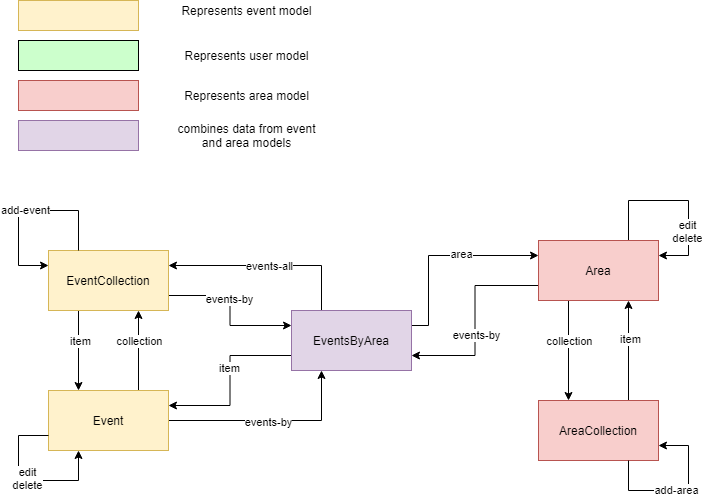 Represents event model
Represents user model
Represents area model
combines data from event
and area models
add-event
edit
delete
EventCollection
events-all
area
Area
events-by
item
collection
EventsByArea
events-by
collection
item
item
Event
events-by
AreaCollection
edit
delete
add-area